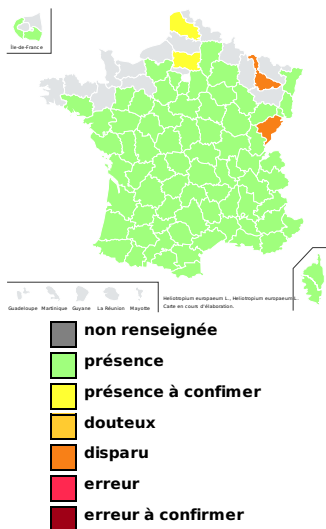 Île-de-France
Heliotropium europaeum L., Heliotropium europaeum L.
Carte en cours d'élaboration.
Guadeloupe Martinique Guyane La Réunion Mayotte
non renseignée
présence
présence à confimer
douteux
disparu
erreur
erreur à confirmer